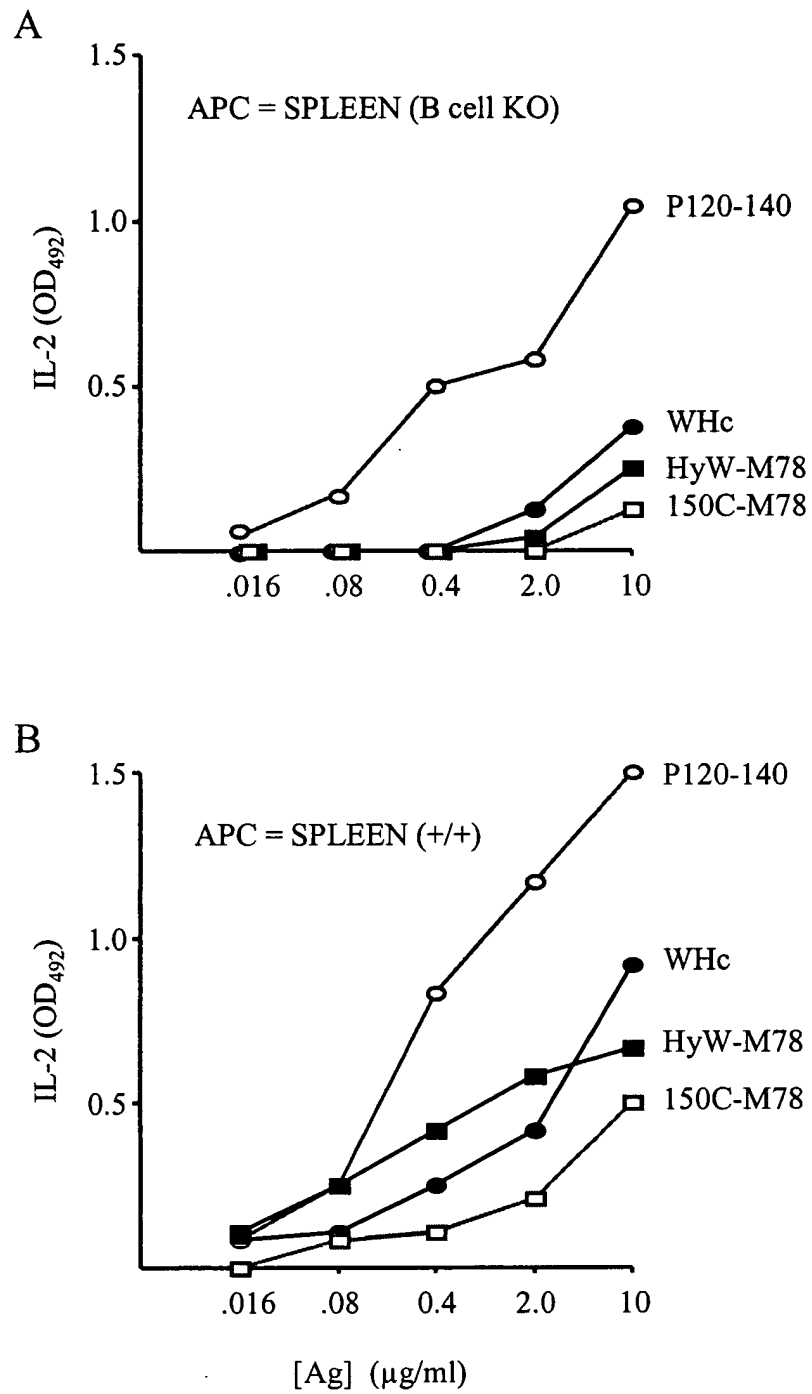 A
1.5
APC = SPLEEN (B cell KO)
P120-140
1.0
IL-2 (OD492)
0.5
WHc
HyW-M78
150C-M78
.016 .08 0.4 2.0 10
B
1.5
P120-140
APC = SPLEEN (+/+)
1.0
WHc
IL-2 (OD492)
HyW-M78
0.5
150C-M78
.016 .08 0.4 2.0 10
[Ag] (μg/ml)